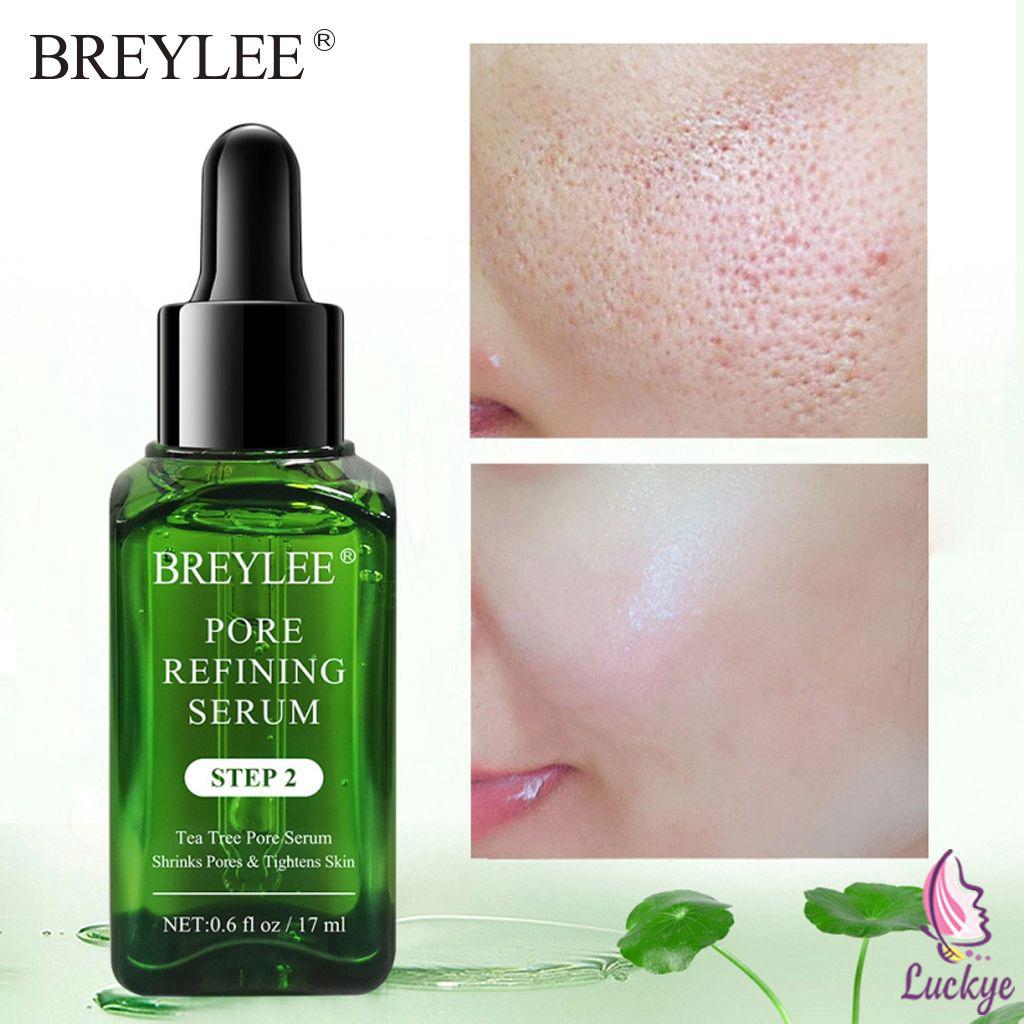 BREYLEE®
BREYLEE®
PORE
REFINING
SERUM
STEP 2
Tea Tree Pore Serum
Shrinks Pores & Tightens Skin
NET:0.6 fl oz / 17 ml
Luckye